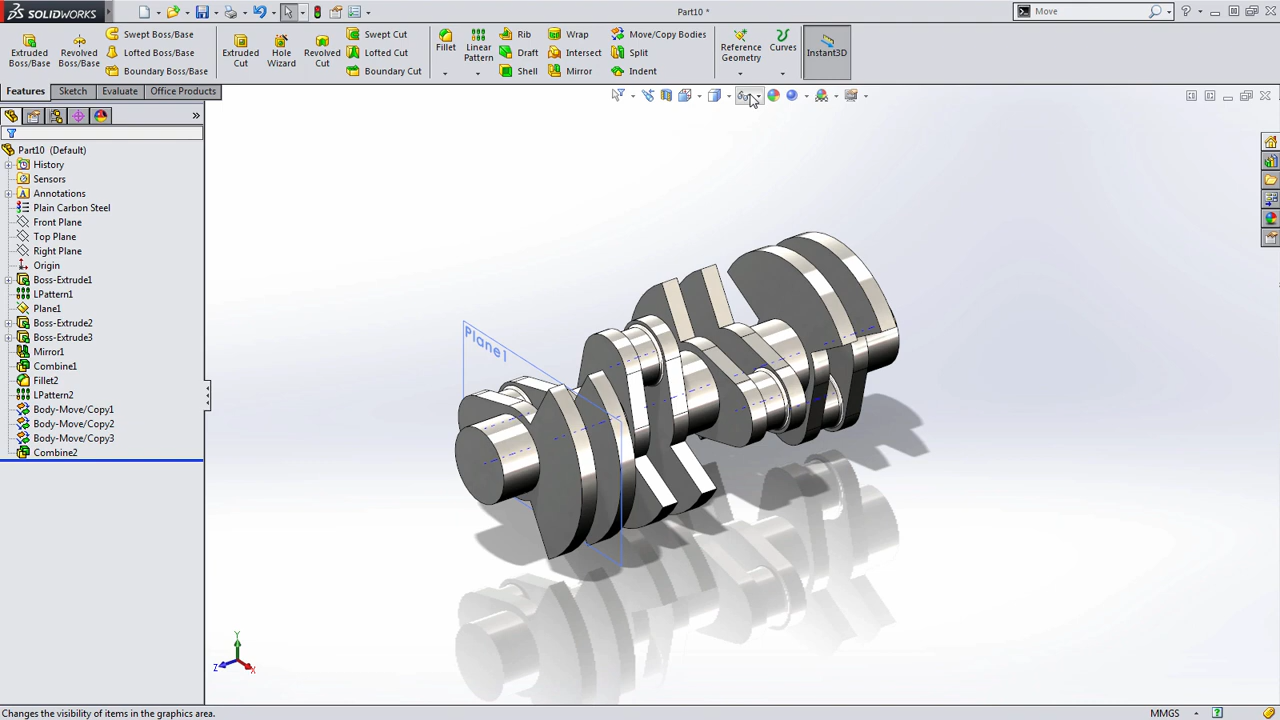 SOLIDWORKS
Part10 *
Move
Extruded Boss/Base
Revolved Boss/Base
Swept Boss/Base
Lofted Boss/Base
Boundary Boss/Base
Extruded Cut
Hole Wizard
Revolved Cut
Swept Cut
Lofted Cut
Boundary Cut
Fillet
Linear Pattern
Rib
Draft
Shell
Wrap
Intersect
Mirror
Move/Copy Bodies
Split
Indent
Reference Geometry
Curves
Instant3D
Features
Sketch
Evaluate
Office Products
Part10 (Default)
History
Sensors
Annotations
Plain Carbon Steel
Front Plane
Top Plane
Right Plane
Origin
Boss-Extrude1
LPattern1
Plane1
Boss-Extrude2
Boss-Extrude3
Mirror1
Combine1
Fillet2
LPattern2
Body-Move/Copy1
Body-Move/Copy2
Body-Move/Copy3
Combine2
Plane1
Y
Z
X
Changes the visibility of items in the graphics area.
MMGS